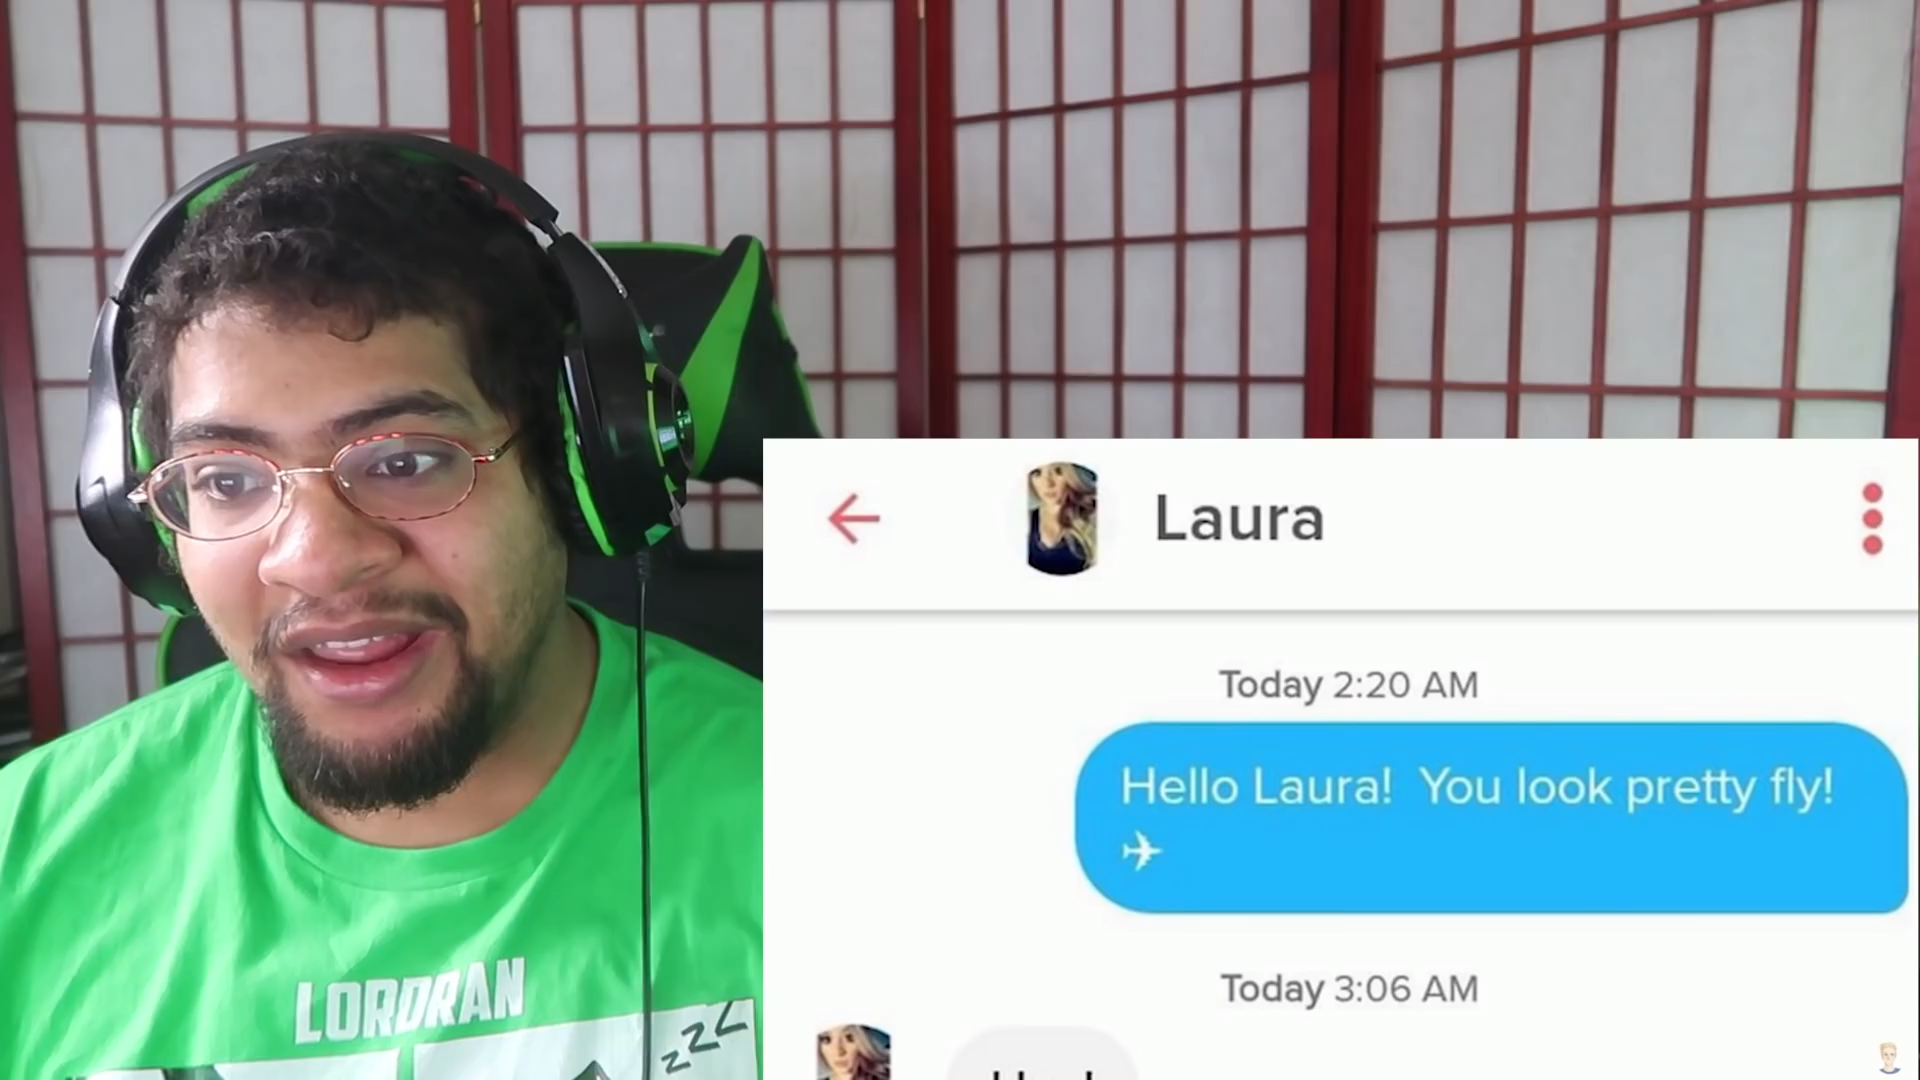 Laura
Today 2:20 AM
Hello Laura!  You look pretty fly!
✈
Today 3:06 AM
LORDRAN
zzz